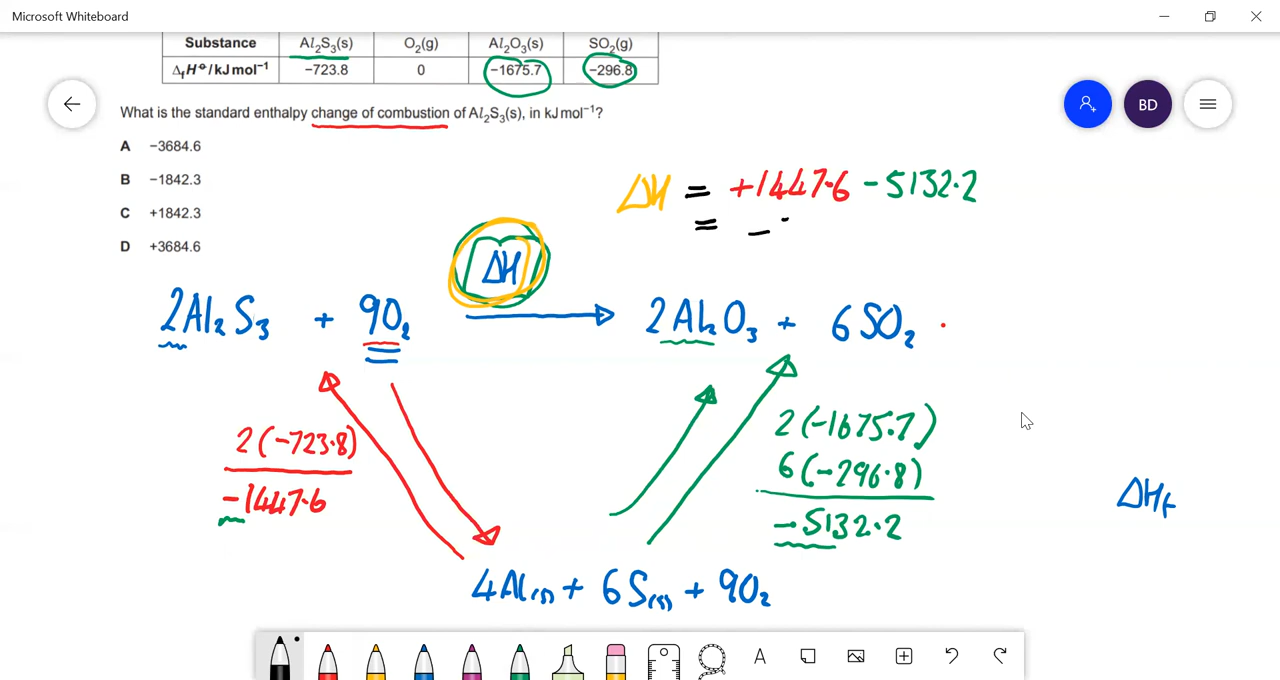 Microsoft Whiteboard
Substance Al₂S₃(s) O₂(g) Al₂O₃(s) SO₂(g)
ΔfH⦵/kJ mol⁻¹ −723.8 0 −1675.7 −296.8
BD
What is the standard enthalpy change of combustion of Al₂S₃(s), in kJ mol⁻¹?
A −3684.6
B −1842.3
C +1842.3
D +3684.6
ΔH = +1447.6 −5132.2
= −
ΔH
2Al₂S₃ + 9O₂ → 2Al₂O₃ + 6SO₂
2(−723.8)
−1447.6
2(−1675.7)
6(−296.8)
−5132.2
ΔHf
4Al(s) + 6S(s) + 9O₂
A